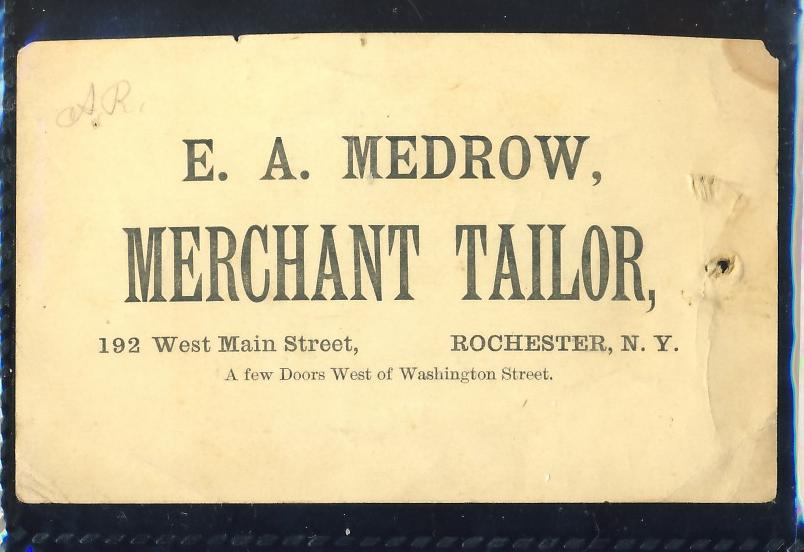 A.R.
E. A. MEDROW,
MERCHANT TAILOR,
192 West Main Street, ROCHESTER, N. Y.
A few Doors West of Washington Street.